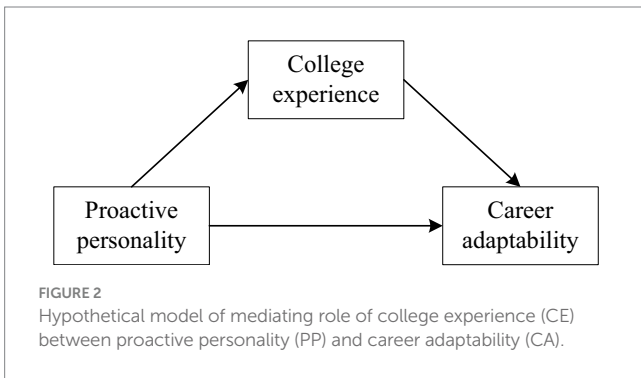 College
experience
Proactive
personality
Career
adaptability
FIGURE 2
Hypothetical model of mediating role of college experience (CE)
between proactive personality (PP) and career adaptability (CA).